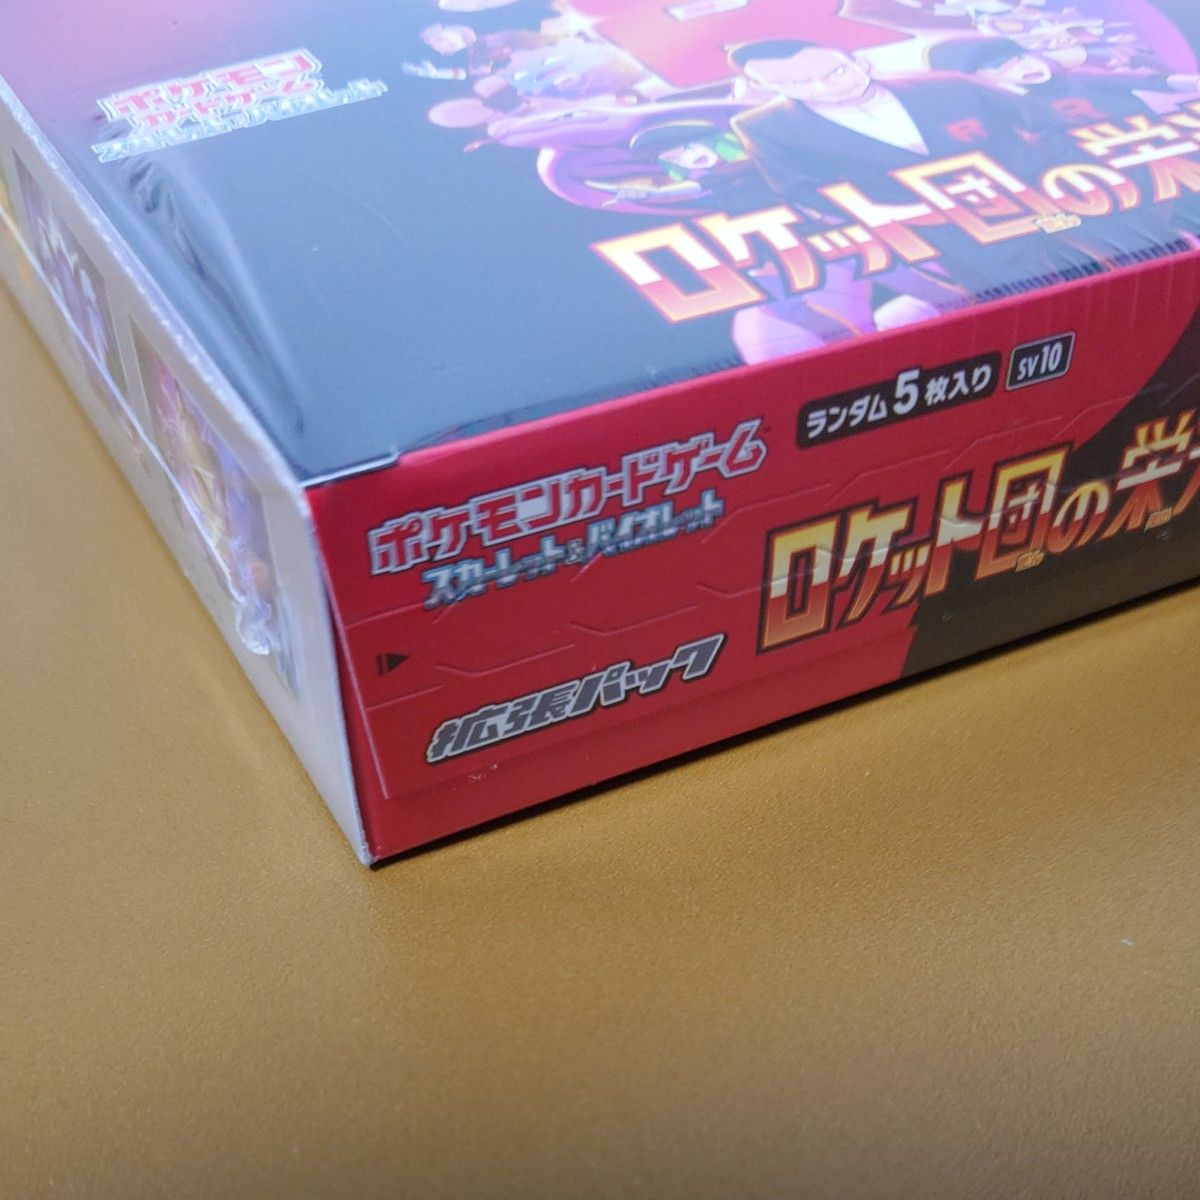 ポケモン
カードゲーム
スカーレット&バイオレット
ロケット団の栄
ランダム5枚入り
SV10
ポケモンカードゲーム
スカーレット&バイオレット
ロケット団の栄
拡張パック